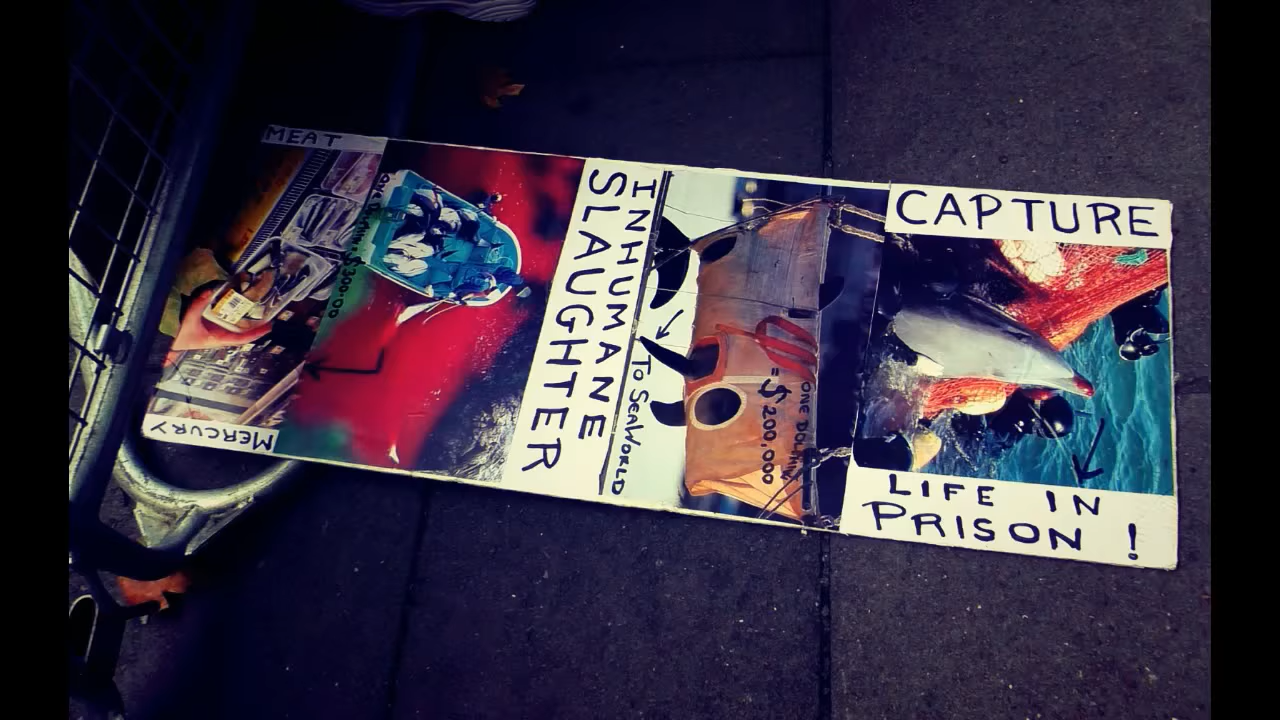 CAPTURE
LIFE IN
PRISON !
ONE DOLPHIN
= $ 200,000
TO SEAWORLD
INHUMANE
SLAUGHTER
MEAT
ONE DOLPHIN = $300.00
MERCURY